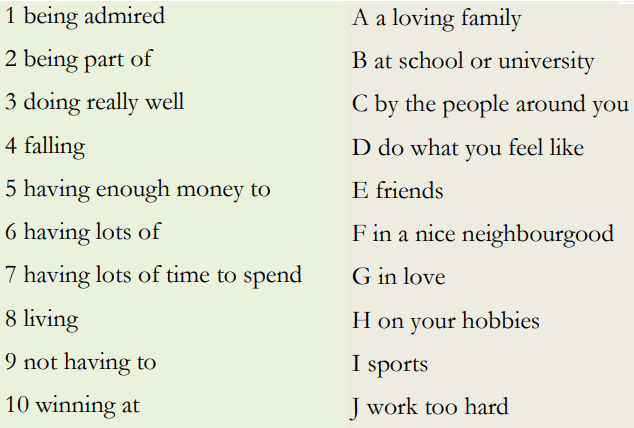 1 being admired
2 being part of
3 doing really well
4 falling
5 having enough money to
6 having lots of
7 having lots of time to spend
8 living
9 not having to
10 winning at
A a loving family
B at school or university
C by the people around you
D do what you feel like
E friends
F in a nice neighbourgood
G in love
H on your hobbies
I sports
J work too hard